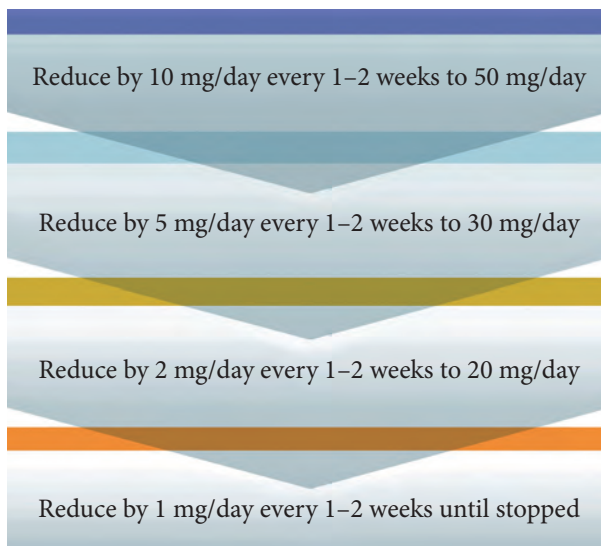 Reduce by 10 mg/day every 1–2 weeks to 50 mg/day
Reduce by 5 mg/day every 1–2 weeks to 30 mg/day
Reduce by 2 mg/day every 1–2 weeks to 20 mg/day
Reduce by 1 mg/day every 1–2 weeks until stopped